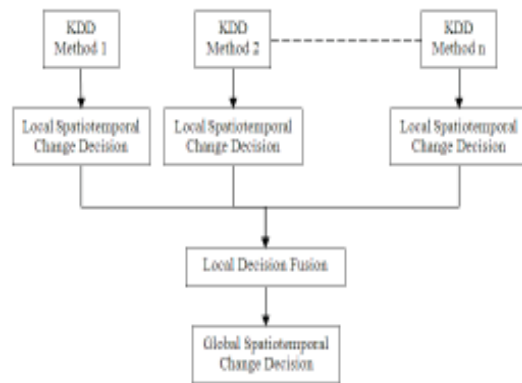 KDD
Method 1
KDD
Method 2
KDD
Method n
Local Spatiotemporal
Change Decision
Local Spatiotemporal
Change Decision
Local Spatiotemporal
Change Decision
Local Decision Fusion
Global Spatiotemporal
Change Decision